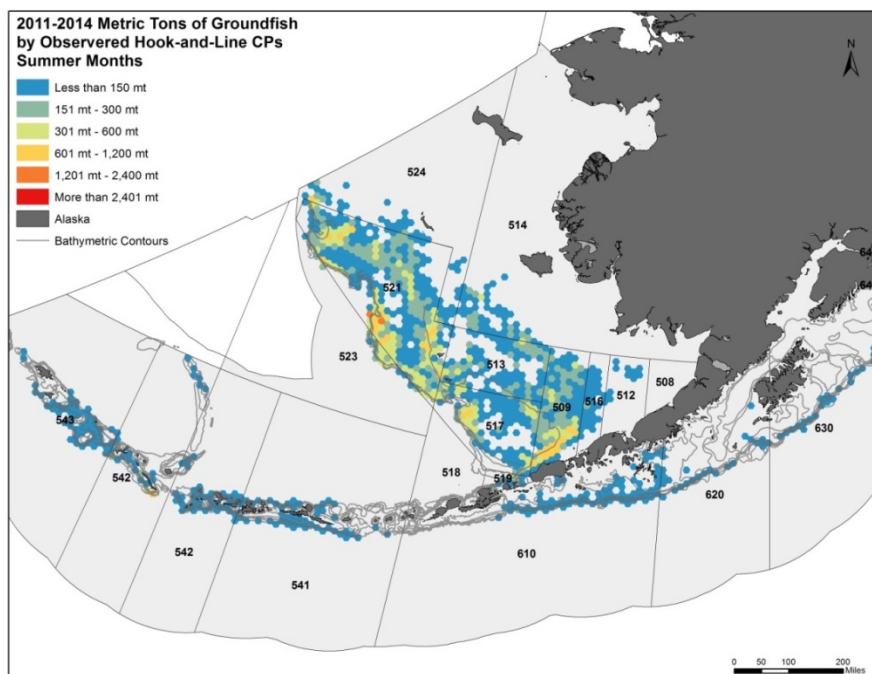 2011-2014 Metric Tons of Groundfish
by Observered Hook-and-Line CPs
Summer Months
Less than 150 mt
151 mt - 300 mt
301 mt - 600 mt
601 mt - 1,200 mt
1,201 mt - 2,400 mt
More than 2,401 mt
Alaska
Bathymetric Contours
N
524
514
521
523
513
508
512
516
509
517
518
519
543
542
542
541
610
620
630
0 50 100 200
Miles